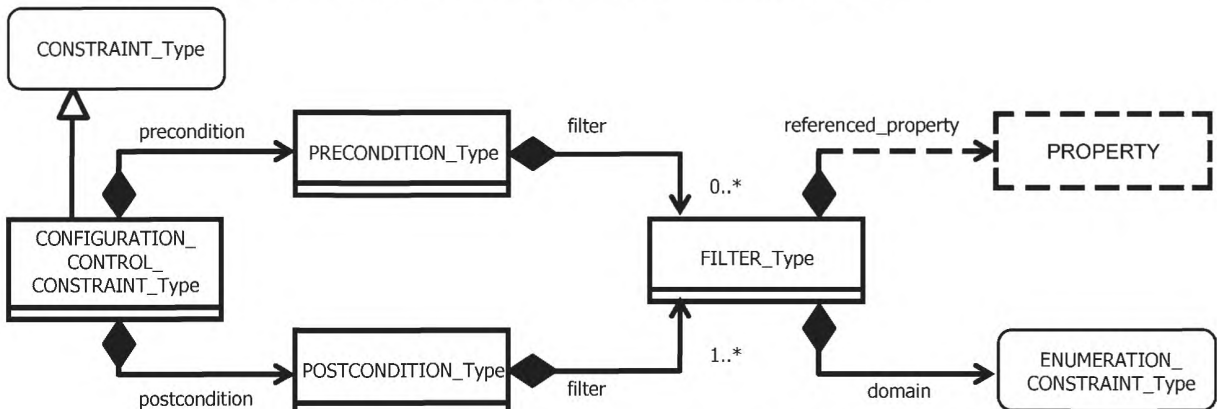 CONSTRAINT_Type
precondition
filter
referenced_property
PRECONDITION_Type
PROPERTY
0..*
CONFIGURATION_
CONTROL_
CONSTRAINT_Type
FILTER_Type
1..*
POSTCONDITION_Type
ENUMERATION_
CONSTRAINT_Type
postcondition
filter
domain